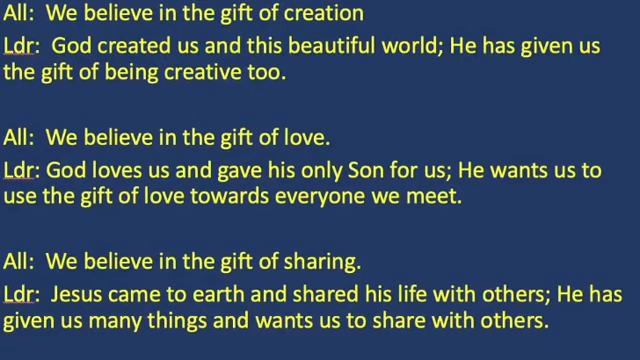 All:  We believe in the gift of creation
Ldr:  God created us and this beautiful world; He has given us
the gift of being creative too.
All:  We believe in the gift of love.
Ldr: God loves us and gave his only Son for us; He wants us to
use the gift of love towards everyone we meet.
All:  We believe in the gift of sharing.
Ldr:  Jesus came to earth and shared his life with others; He has
given us many things and wants us to share with others.